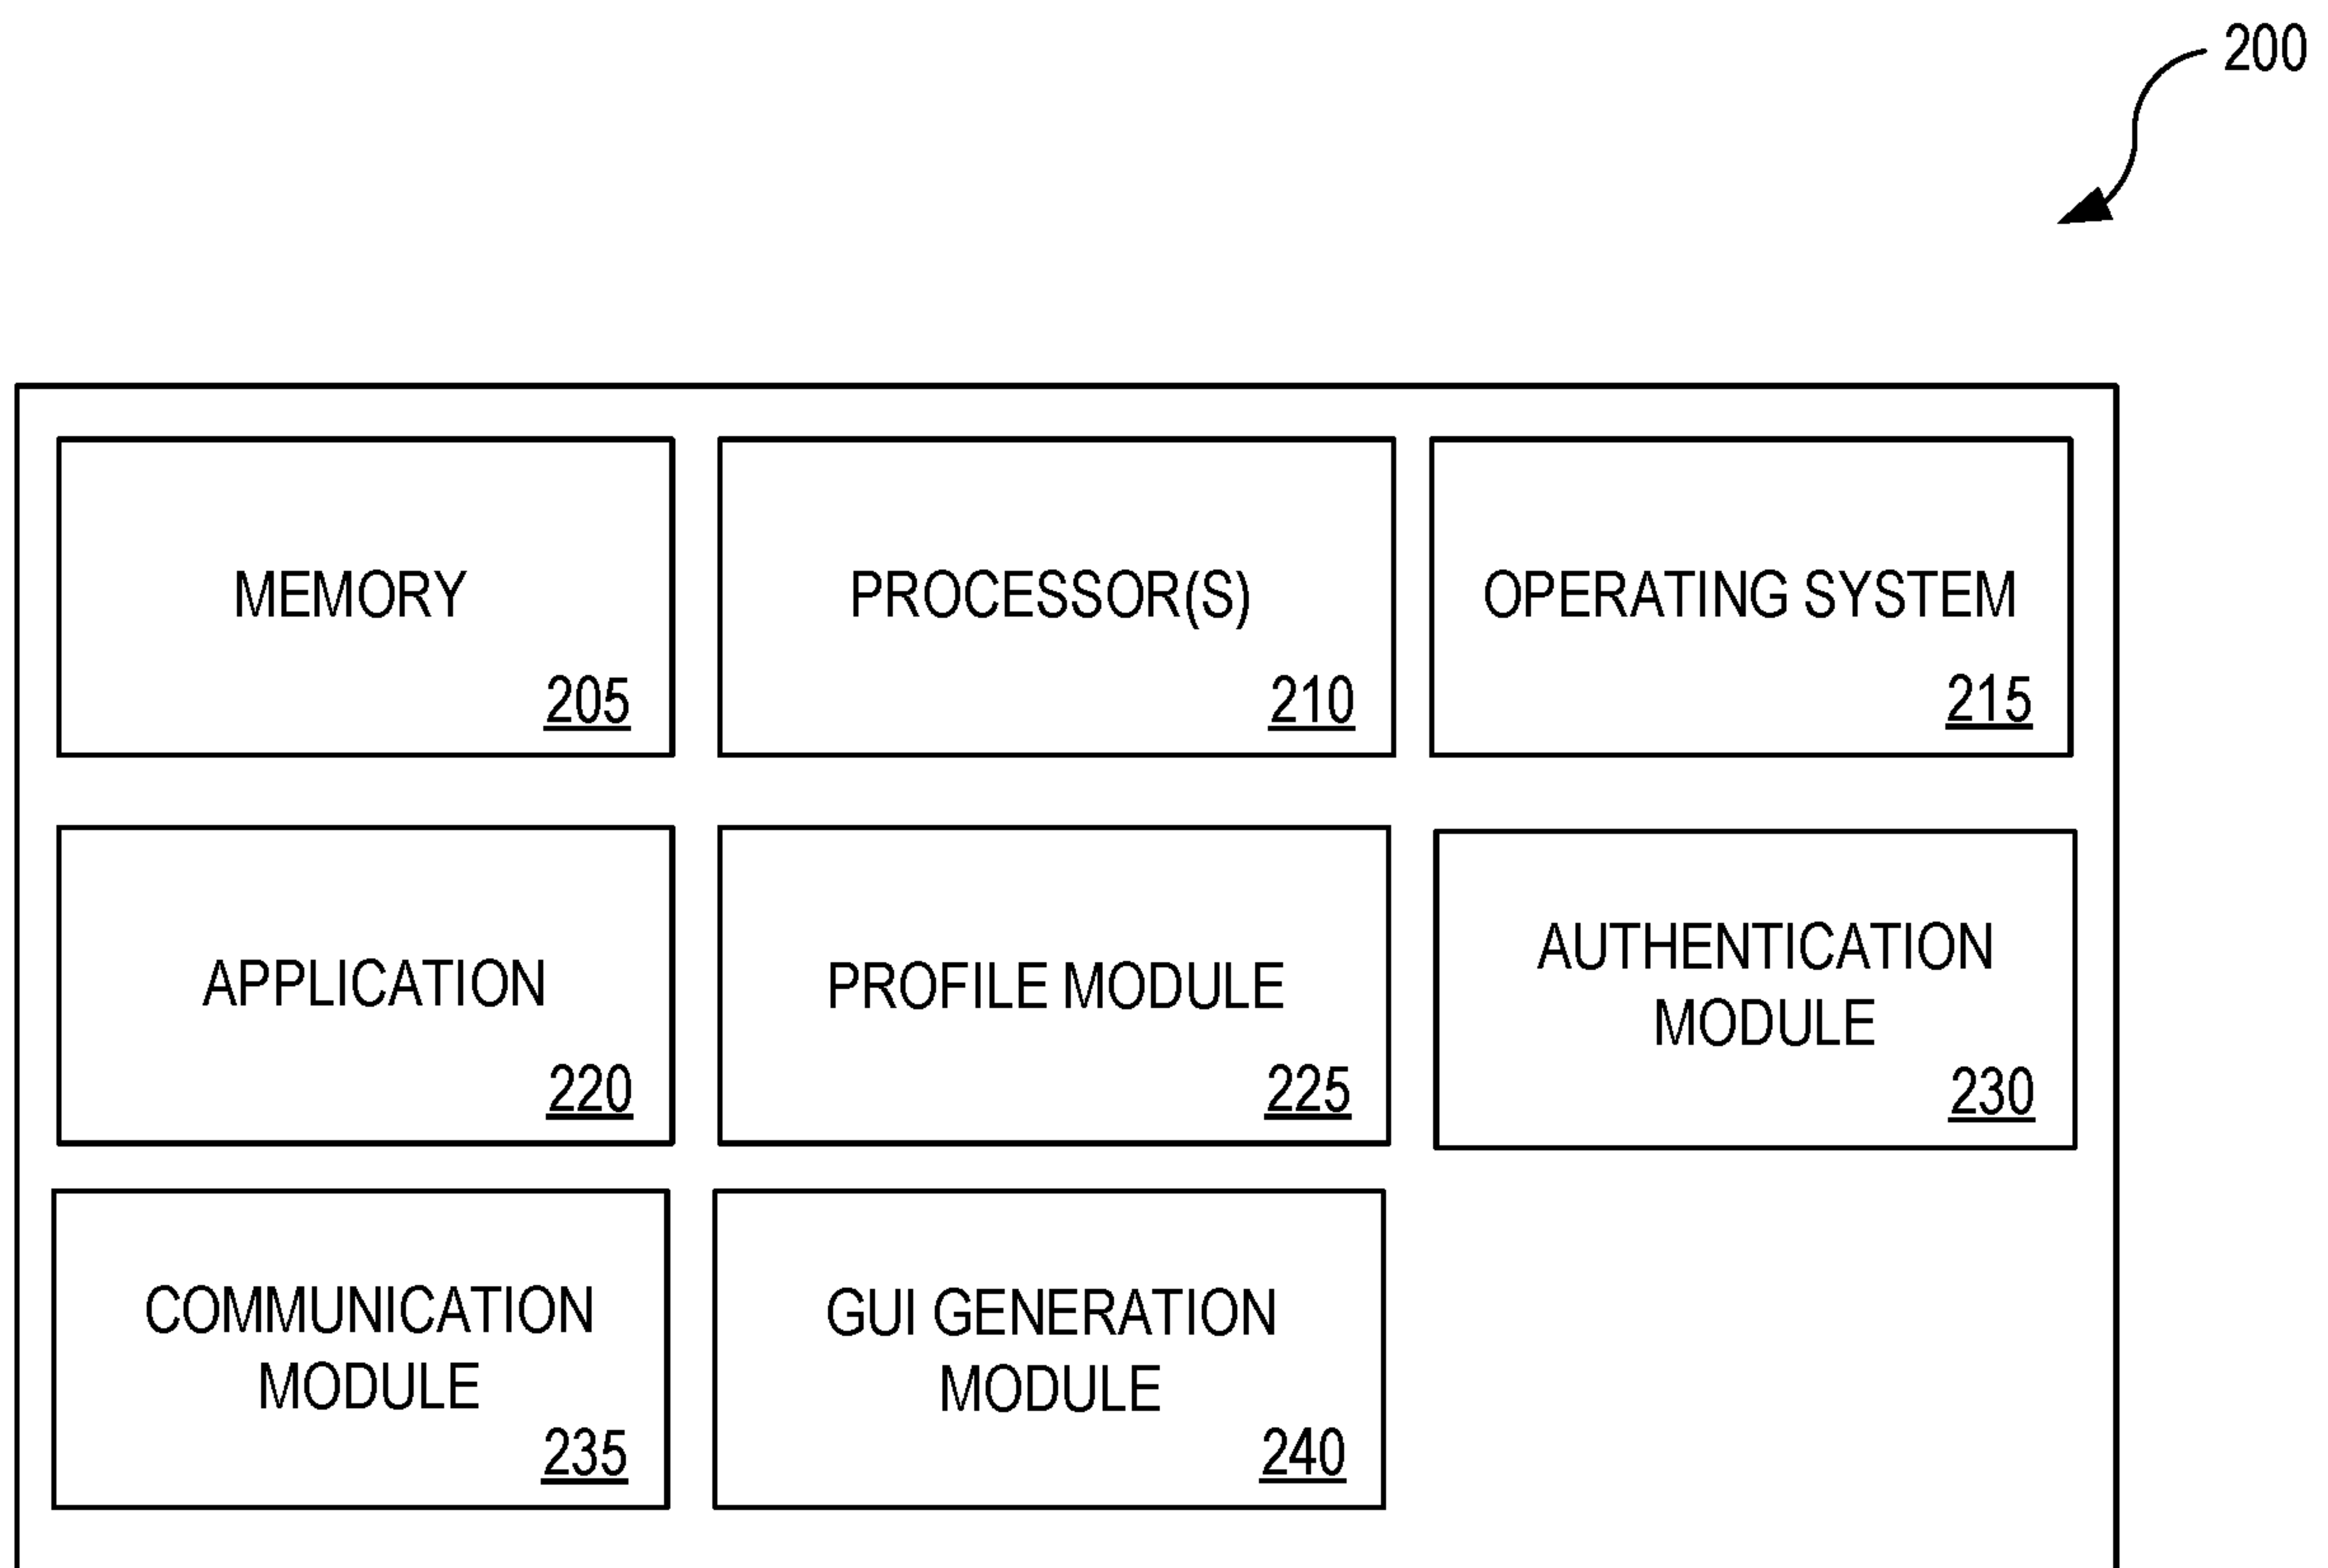 200
MEMORY
205
PROCESSOR(S)
210
OPERATING SYSTEM
215
APPLICATION
220
PROFILE MODULE
225
AUTHENTICATION
MODULE
230
COMMUNICATION
MODULE
235
GUI GENERATION
MODULE
240